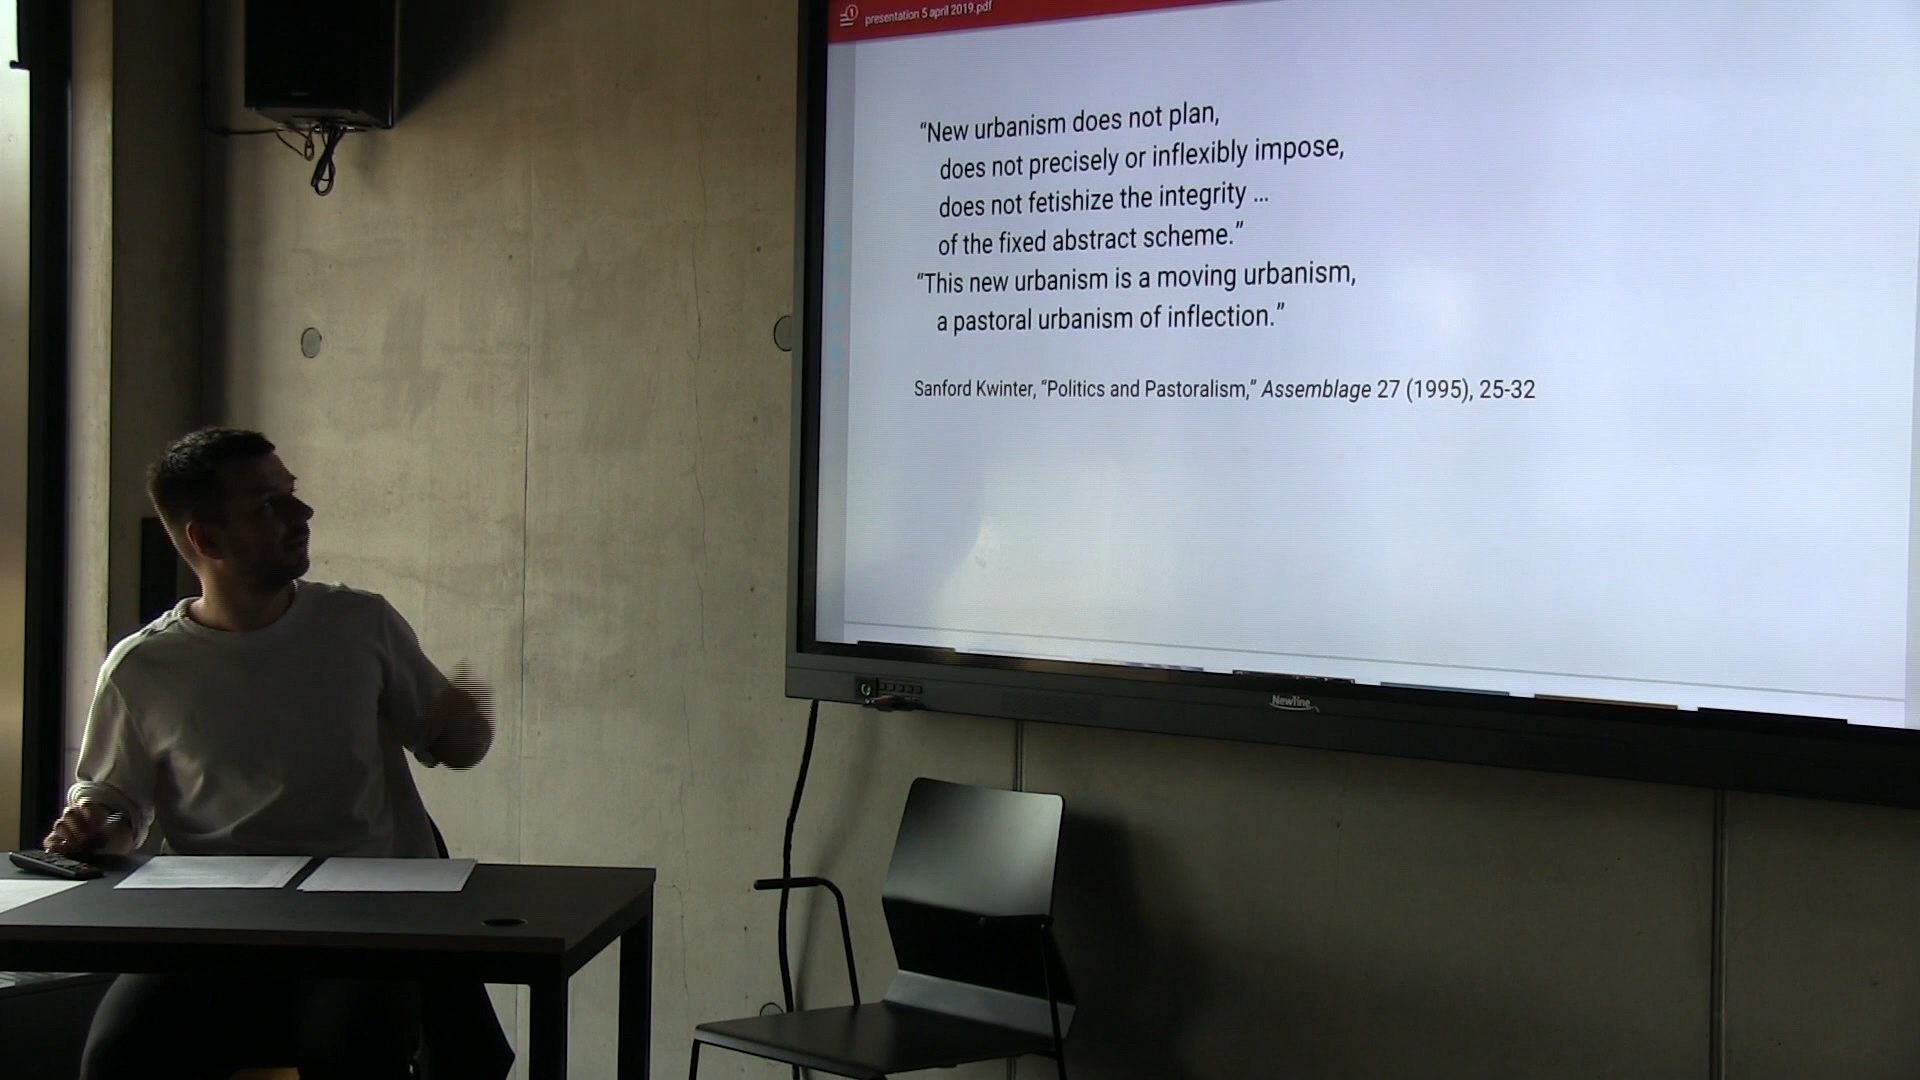 presentation 5 april 2019.pdf
“New urbanism does not plan,
does not precisely or inflexibly impose,
does not fetishize the integrity ...
of the fixed abstract scheme.”
“This new urbanism is a moving urbanism,
a pastoral urbanism of inflection.”
Sanford Kwinter, “Politics and Pastoralism,” Assemblage 27 (1995), 25-32
Newline